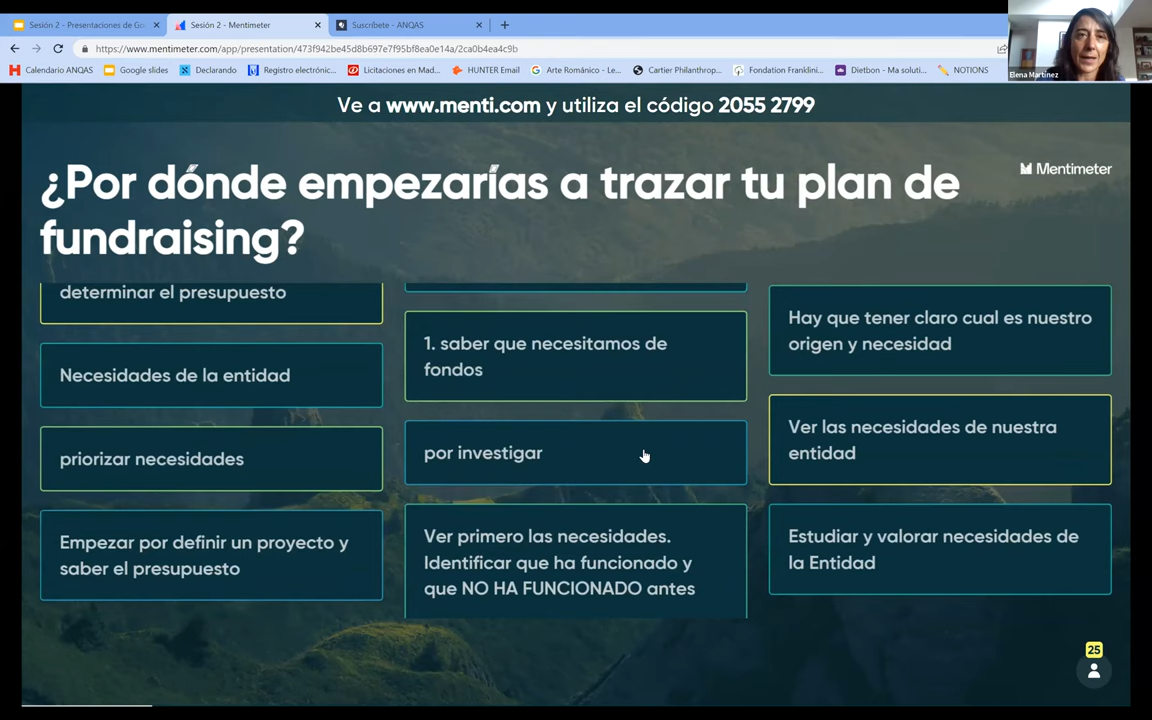 Sesión 2 - Presentaciones de Go
Sesión 2 - Mentimeter
Suscríbete - ANQAS
https://www.mentimeter.com/app/presentation/473f942be45d8b697e7f95bf8ea0e14a/2ca0b4ea4c9b
Calendario ANQAS
Google slides
Declarando
Registro electrónic...
Licitaciones en Mad...
HUNTER Email
Arte Románico - Le...
Cartier Philanthrop...
Fondation Franklini...
Dietbon - Ma soluti...
NOTIONS
Elena Martinez
Ve a www.menti.com y utiliza el código 2055 2799
¿Por dónde empezarías a trazar tu plan de
fundraising?
Mentimeter
determinar el presupuesto
Necesidades de la entidad
priorizar necesidades
Empezar por definir un proyecto y
saber el presupuesto
1. saber que necesitamos de
fondos
por investigar
Ver primero las necesidades.
Identificar que ha funcionado y
que NO HA FUNCIONADO antes
Hay que tener claro cual es nuestro
origen y necesidad
Ver las necesidades de nuestra
entidad
Estudiar y valorar necesidades de
la Entidad
25